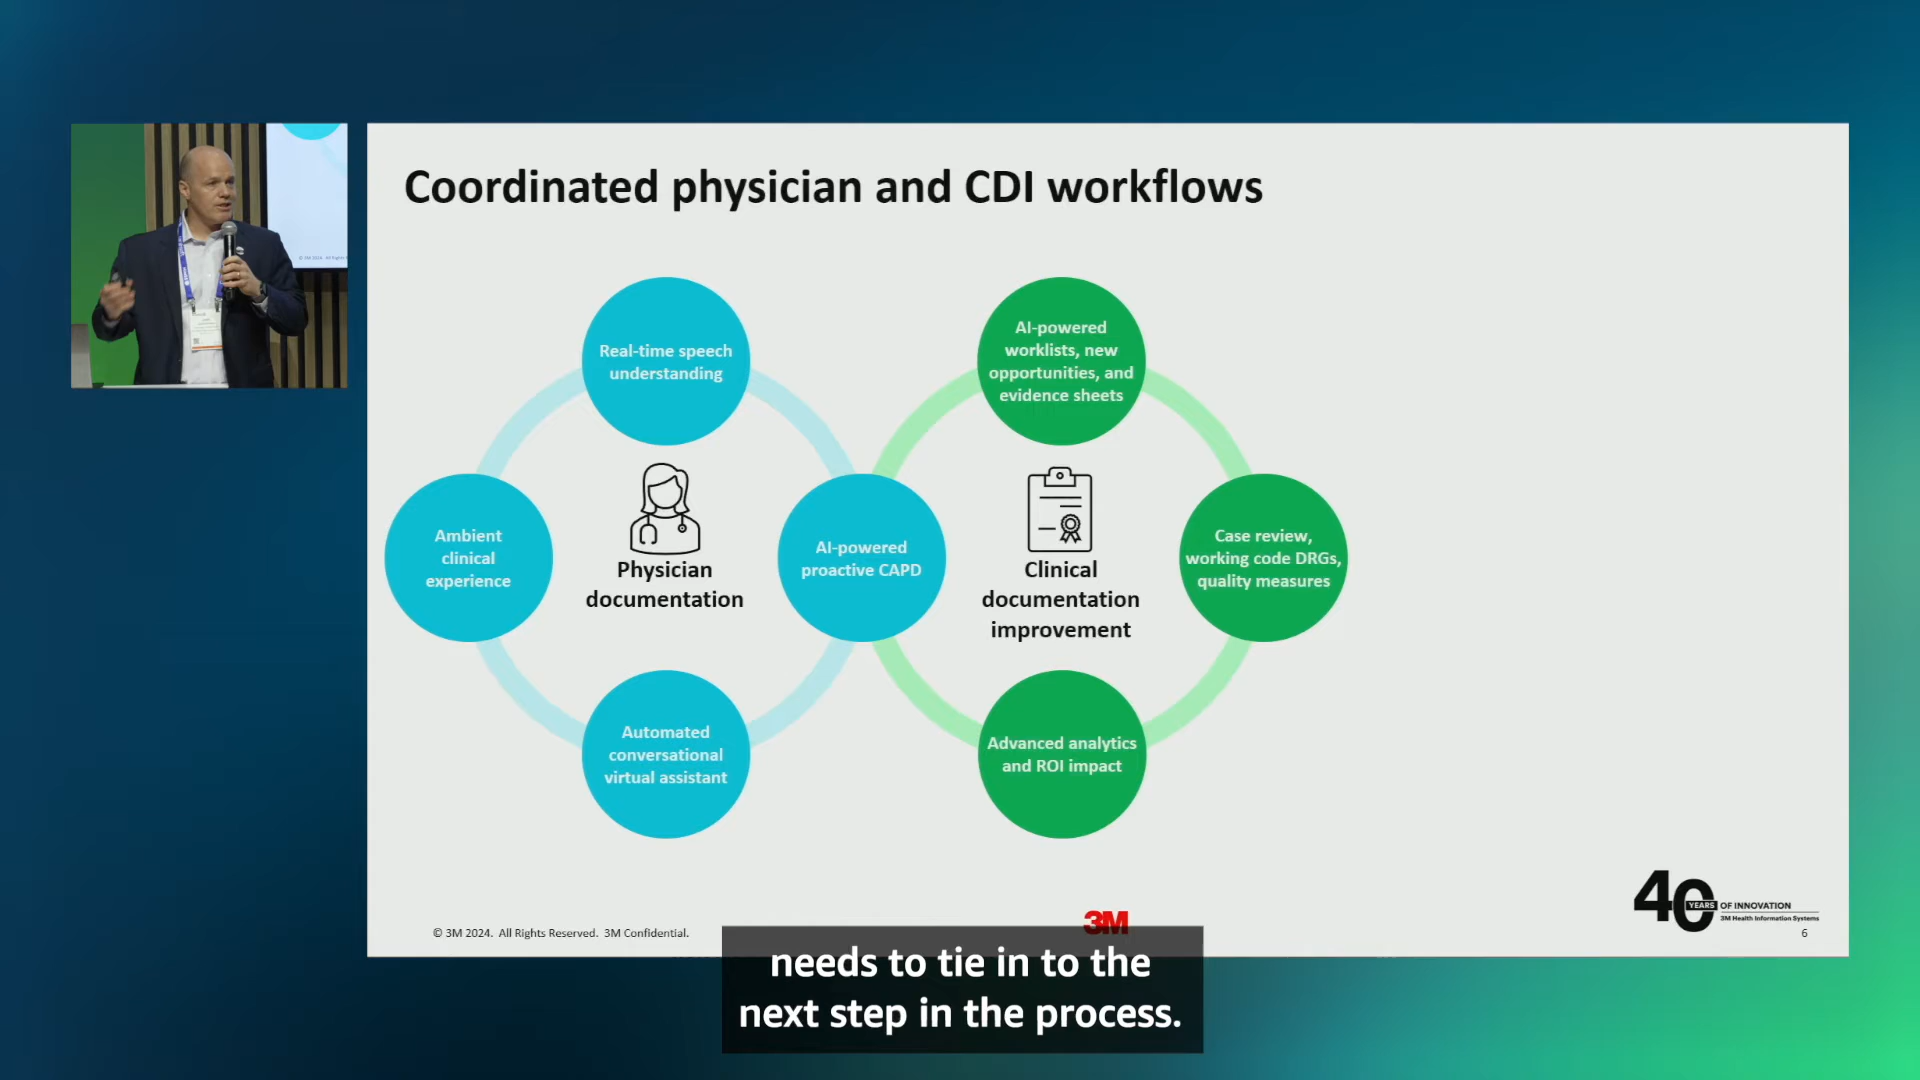 Coordinated physician and CDI workflows
Real-time speech
understanding
AI-powered
worklists, new
opportunities, and
evidence sheets
Ambient
clinical
experience
Physician
documentation
AI-powered
proactive CAPD
Clinical
documentation
improvement
Case review,
working code DRGs,
quality measures
Automated
conversational
virtual assistant
Advanced analytics
and ROI impact
© 3M 2024. All Rights Reserved. 3M Confidential.
3M
40 YEARS OF INNOVATION
3M Health Information Systems
6
needs to tie in to the
next step in the process.